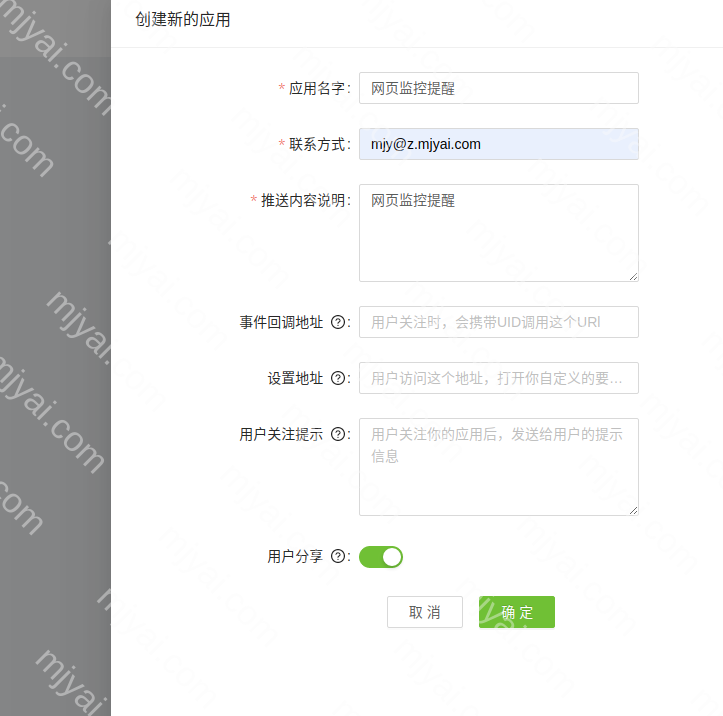 创建新的应用
* 应用名字:
网页监控提醒
* 联系方式:
mjy@z.mjyai.com
* 推送内容说明:
网页监控提醒
事件回调地址 ?:
用户关注时，会携带UID调用这个URl
设置地址 ?:
用户访问这个地址，打开你自定义的要...
用户关注提示 ?:
用户关注你的应用后，发送给用户的提示
信息
用户分享 ?:
取 消
确 定
mjyai.com
mjyai.com
mjyai.com